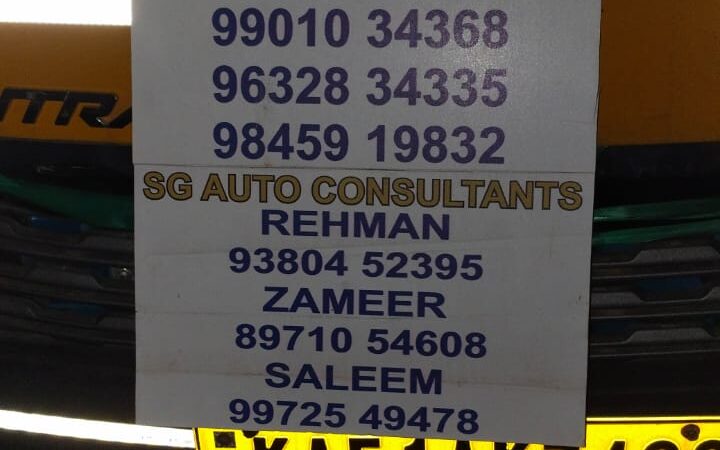 99010 34368
96328 34335
98459 19832
SG AUTO CONSULTANTS
REHMAN
93804 52395
ZAMEER
89710 54608
SALEEM
99725 49478